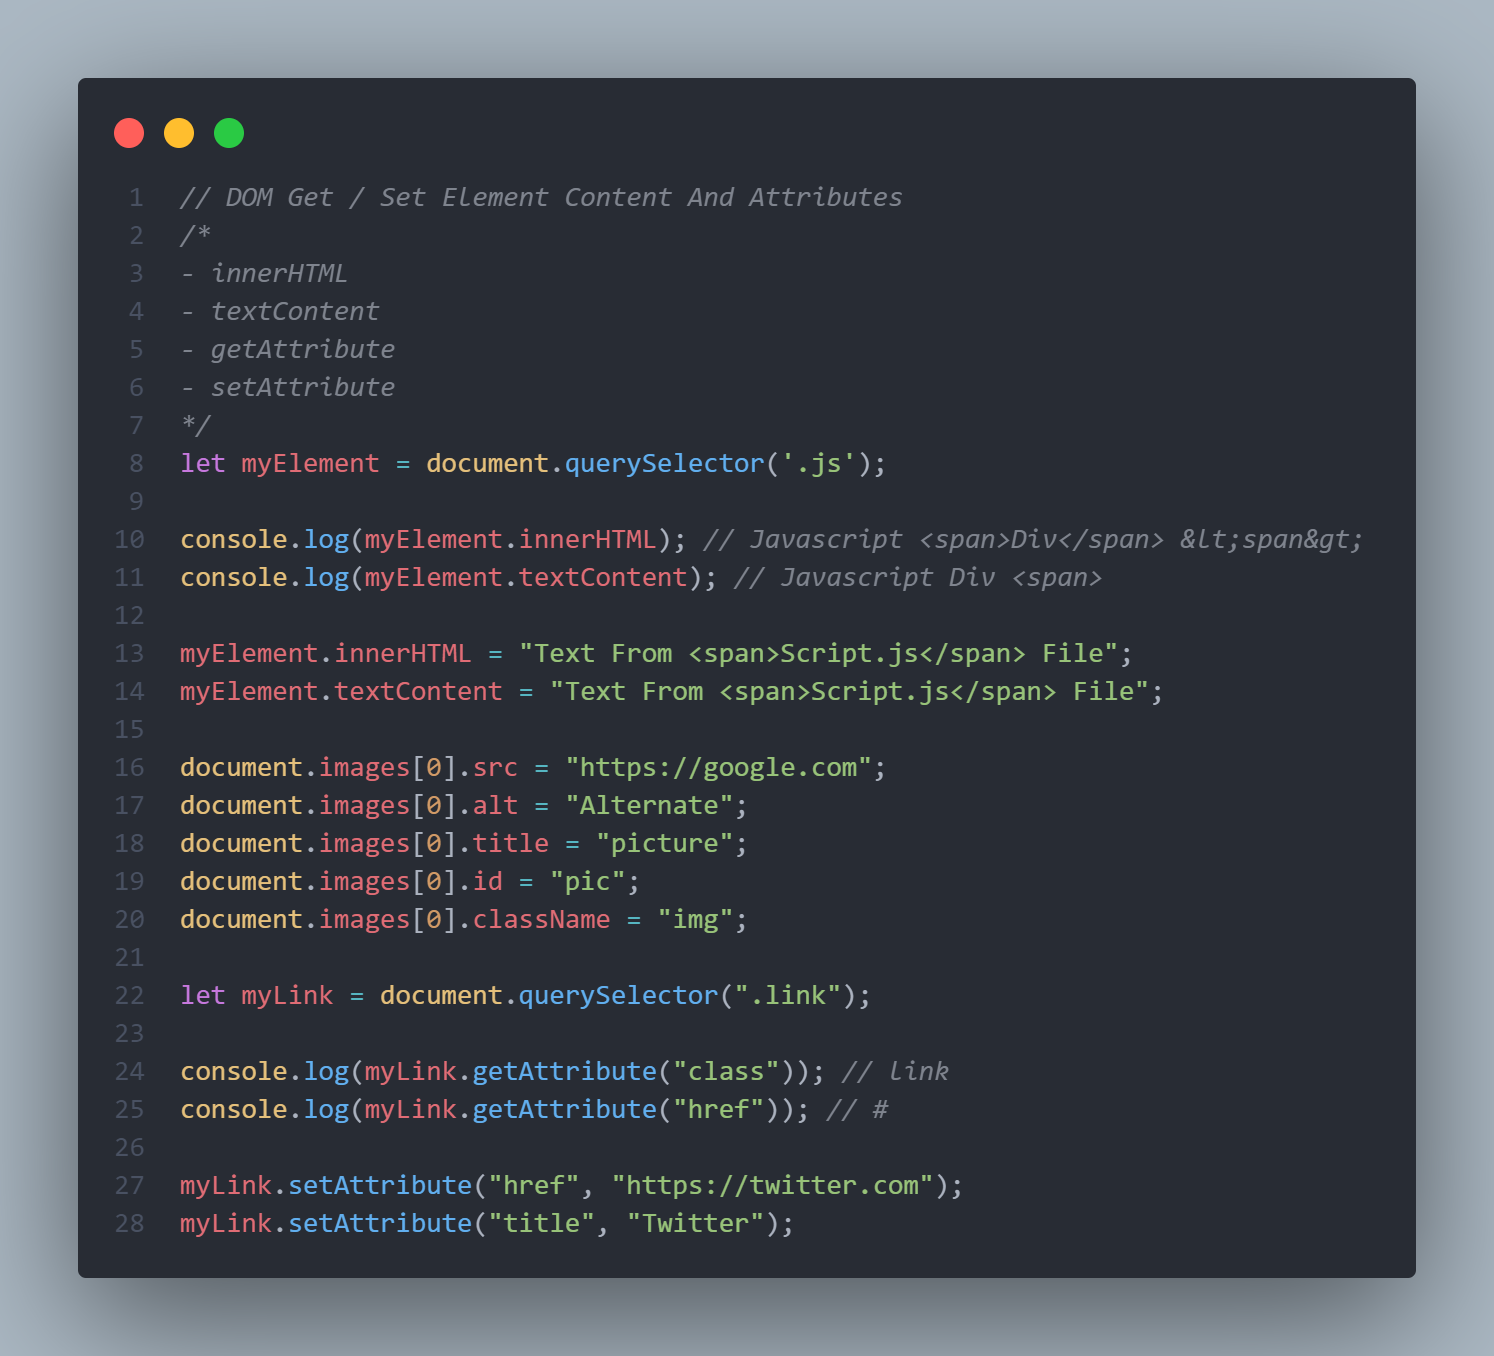 1 // DOM Get / Set Element Content And Attributes
2 /*
3 - innerHTML
4 - textContent
5 - getAttribute
6 - setAttribute
7 */
8 let myElement = document.querySelector('.js');
9
10 console.log(myElement.innerHTML); // Javascript <span>Div</span> &lt;span&gt;
11 console.log(myElement.textContent); // Javascript Div <span>
12
13 myElement.innerHTML = "Text From <span>Script.js</span> File";
14 myElement.textContent = "Text From <span>Script.js</span> File";
15
16 document.images[0].src = "https://google.com";
17 document.images[0].alt = "Alternate";
18 document.images[0].title = "picture";
19 document.images[0].id = "pic";
20 document.images[0].className = "img";
21
22 let myLink = document.querySelector(".link");
23
24 console.log(myLink.getAttribute("class")); // link
25 console.log(myLink.getAttribute("href")); // #
26
27 myLink.setAttribute("href", "https://twitter.com");
28 myLink.setAttribute("title", "Twitter");